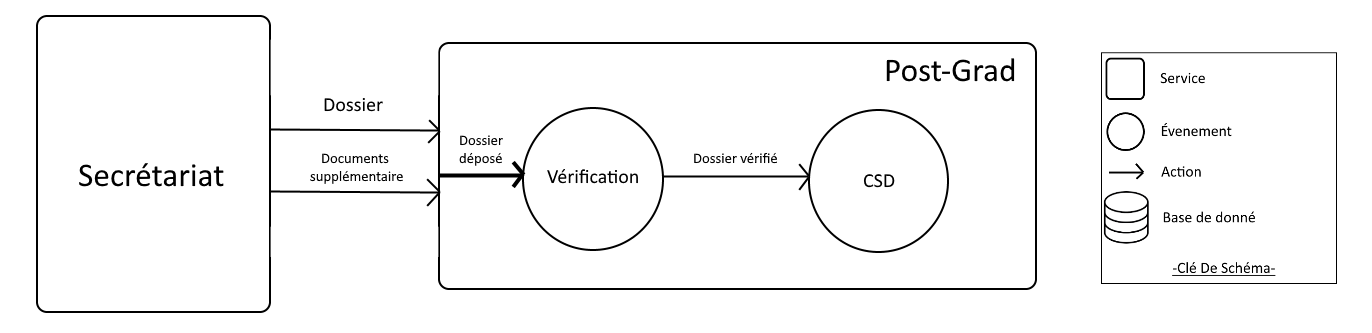 Secrétariat
Dossier
Documents
supplémentaire
Post-Grad
Dossier
déposé
Vérification
Dossier vérifié
CSD
Service
Évenement
Action
Base de donné
-Clé De Schéma-